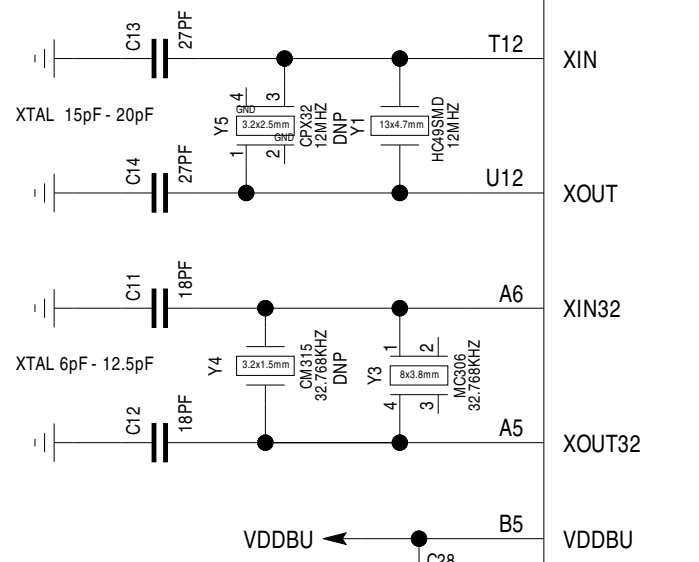 C13
27PF
T12
XIN
XTAL 15pF - 20pF
4
3
GND
Y5
3.2x2.5mm
GND
1
2
CPX32
12MHZ
DNP
Y1
13x4.7mm
HC49SMD
12MHZ
C14
27PF
U12
XOUT
C11
18PF
A6
XIN32
XTAL 6pF - 12.5pF
Y4
3.2x1.5mm
CM315
32.768KHZ
DNP
Y3
1
2
8x3.8mm
4
3
MC306
32.768KHZ
C12
18PF
A5
XOUT32
VDDBU
B5
VDDBU
C28